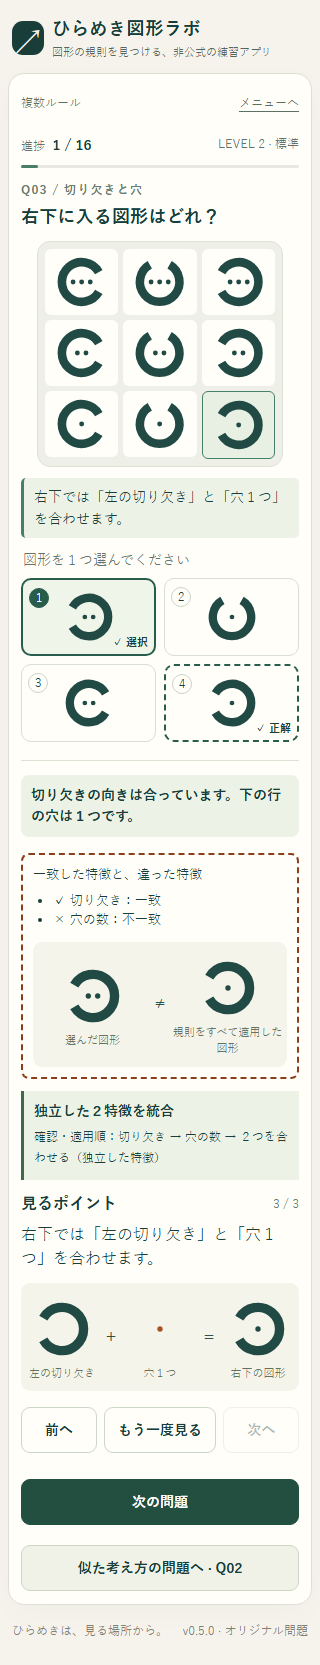 ひらめき図形ラボ
図形の規則を見つける、非公式の練習アプリ
複数ルール
メニューへ
進捗 1 / 16
LEVEL 2 · 標準
Q03 / 切り欠きと穴
右下に入る図形はどれ？
右下では「左の切り欠き」と「穴１つ」
を合わせます。
図形を１つ選んでください
1
✓ 選択
2
3
4
✓ 正解
切り欠きの向きは合っています。下の行
の穴は１つです。
一致した特徴と、違った特徴
• ✓ 切り欠き：一致
• × 穴の数：不一致
≠
選んだ図形
規則をすべて適用した
図形
独立した２特徴を統合
確認・適用順：切り欠き → 穴の数 → ２つを合
わせる（独立した特徴）
見るポイント
3 / 3
右下では「左の切り欠き」と「穴１
つ」を合わせます。
+
=
左の切り欠き
穴１つ
右下の図形
前へ
もう一度見る
次へ
次の問題
似た考え方の問題へ · Q02
ひらめきは、見る場所から。
v0.5.0 · オリジナル問題